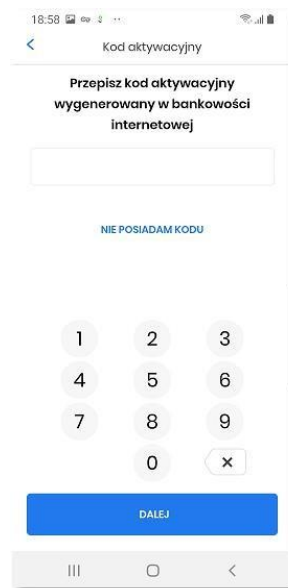 18:58
Kod aktywacyjny
Przepisz kod aktywacyjny
wygenerowany w bankowości
internetowej
NIE POSIADAM KODU
1 2 3
4 5 6
7 8 9
0
DALEJ